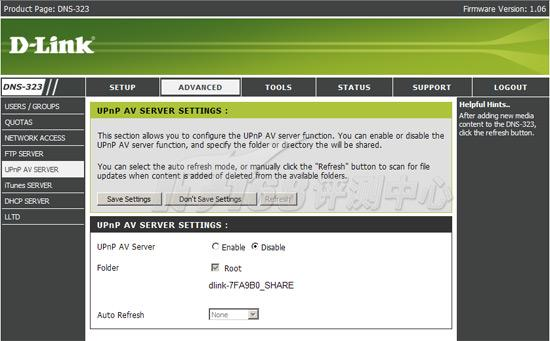 Product Page: DNS-323
Firmware Version: 1.06
D-Link
DNS-323
SETUP
ADVANCED
TOOLS
STATUS
SUPPORT
LOGOUT
USERS / GROUPS
QUOTAS
NETWORK ACCESS
FTP SERVER
UPnP AV SERVER
iTunes SERVER
DHCP SERVER
LLTD
UPnP AV SERVER SETTINGS :
This section allows you to configure the UPnP AV server function. You can enable or disable the
UPnP AV server function, and specify the folder or directory the will be shared.
You can select the auto refresh mode, or manually click the "Refresh" button to scan for file
updates when content is added of deleted from the available folders.
Save Settings
Don't Save Settings
Refresh
评测中心
UPnP AV SERVER SETTINGS :
UPnP AV Server
Enable
Disable
Folder
Root
dlink-7FA9B0_SHARE
Auto Refresh
None
Helpful Hints..
After adding new media
content to the DNS-323,
click the refresh button.